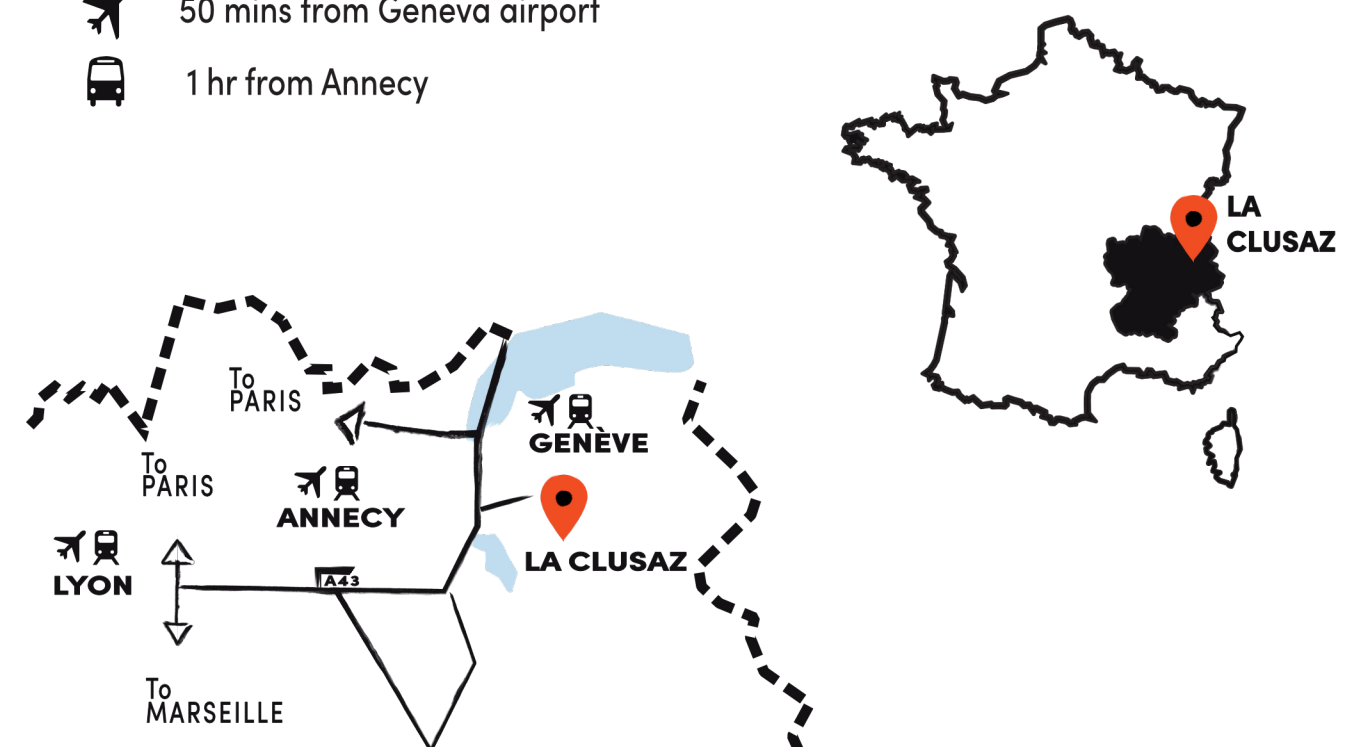 50 mins from Geneva airport
1 hr from Annecy
LA
CLUSAZ
To
PARIS
GENÈVE
To
PARIS
ANNECY
LYON
LA CLUSAZ
A43
To
MARSEILLE